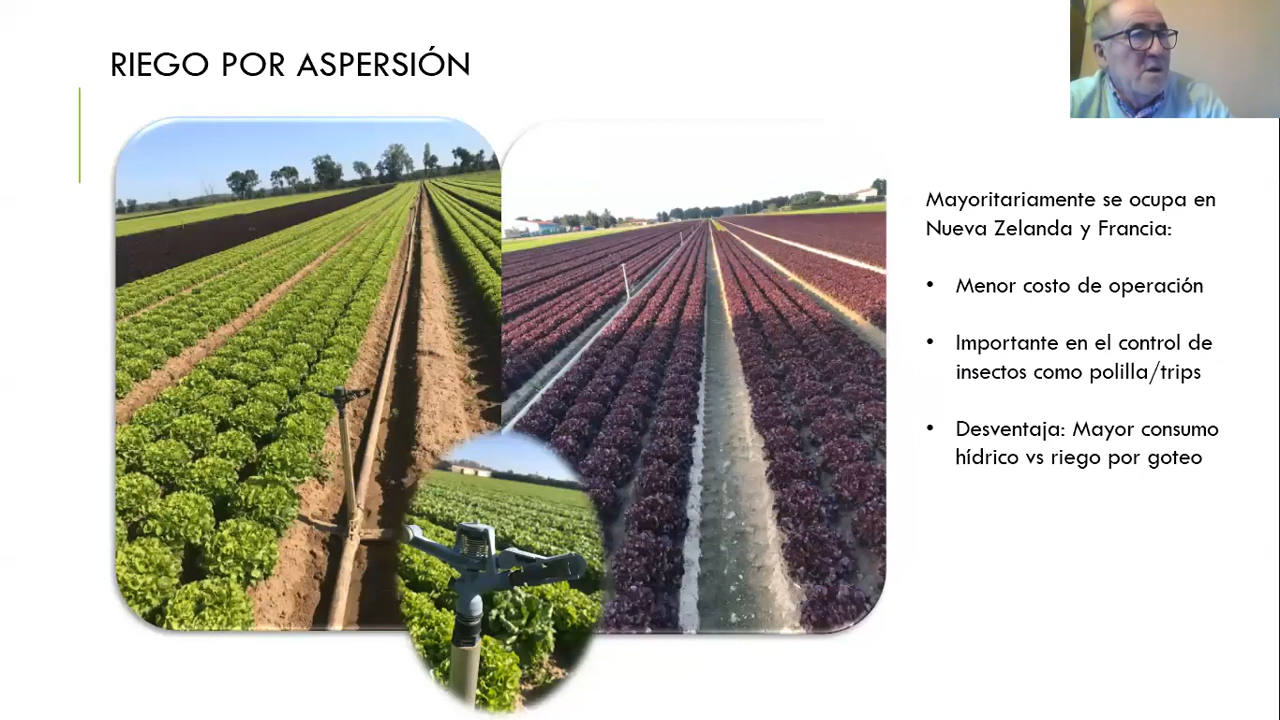 RIEGO POR ASPERSIÓN
Mayoritariamente se ocupa en
Nueva Zelanda y Francia:
• Menor costo de operación
• Importante en el control de
insectos como polilla/trips
• Desventaja: Mayor consumo
hídrico vs riego por goteo